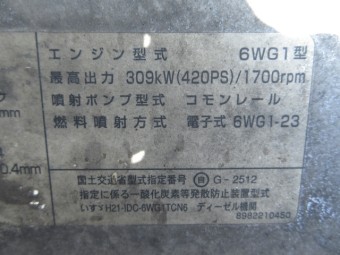 エンジン型式 6WG1型
最高出力 309kW(420PS)/1700rpm
噴射ポンプ型式 コモンレール
mm
燃料噴射方式 電子式 6WG1-23
0.4mm
国土交通省型式指定番号 G-2512
指定に係る一酸化炭素等発散防止装置型式
いすゞH21-IDC-6WG1TCN6 ディーゼル機関
8982210450